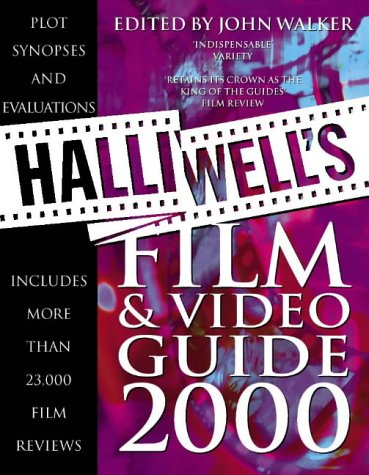 PLOT
SYNOPSES
AND
EVALUATIONS
EDITED BY JOHN WALKER
'INDISPENSABLE'
VARIETY
'RETAINS ITS CROWN AS THE
KING OF THE GUIDES'
FILM REVIEW
HALLIWELL'S
FILM
& VIDEO
GUIDE
2000
INCLUDES
MORE
THAN
23,000
FILM
REVIEWS